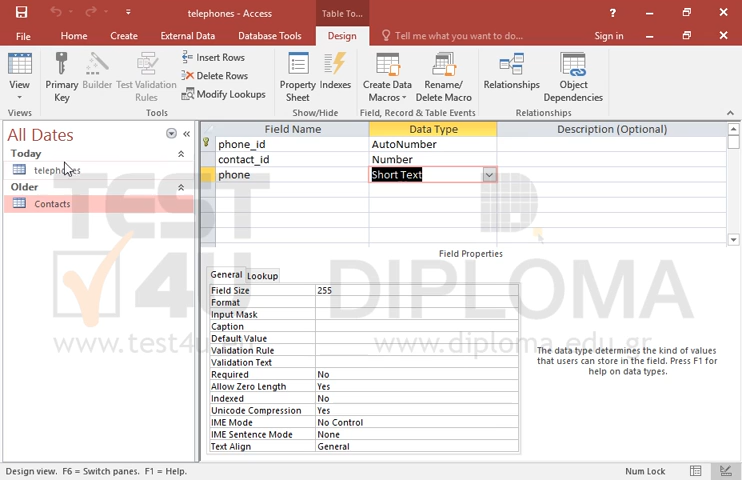 telephones - Access
Table To...
File
Home
Create
External Data
Database Tools
Design
Tell me what you want to do...
Sign in
View
Primary Key
Builder
Test Validation Rules
Insert Rows
Delete Rows
Modify Lookups
Property Sheet
Indexes
Create Data Macros
Rename/ Delete Macro
Relationships
Object Dependencies
Views
Tools
Show/Hide
Field, Record & Table Events
Relationships
All Dates
Today
telephones
Older
Contacts
Field Name Data Type Description (Optional)
phone_id AutoNumber
contact_id Number
phone Short Text
Field Properties
General Lookup
Field Size 255
Format
Input Mask
Caption
Default Value
Validation Rule
Validation Text
Required No
Allow Zero Length Yes
Indexed No
Unicode Compression Yes
IME Mode No Control
IME Sentence Mode None
Text Align General
The data type determines the kind of values
that users can store in the field. Press F1 for
help on data types.
TEST
4U
DIPLOMA
www.test4u.
www.diploma.edu.gr
Design view. F6 = Switch panes. F1 = Help.
Num Lock